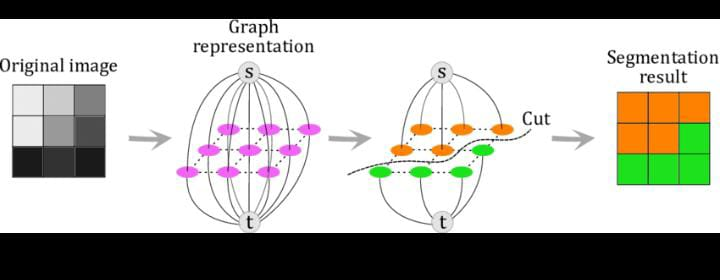 Original image
Graph
representation
s
t
s
Cut
t
Segmentation
result